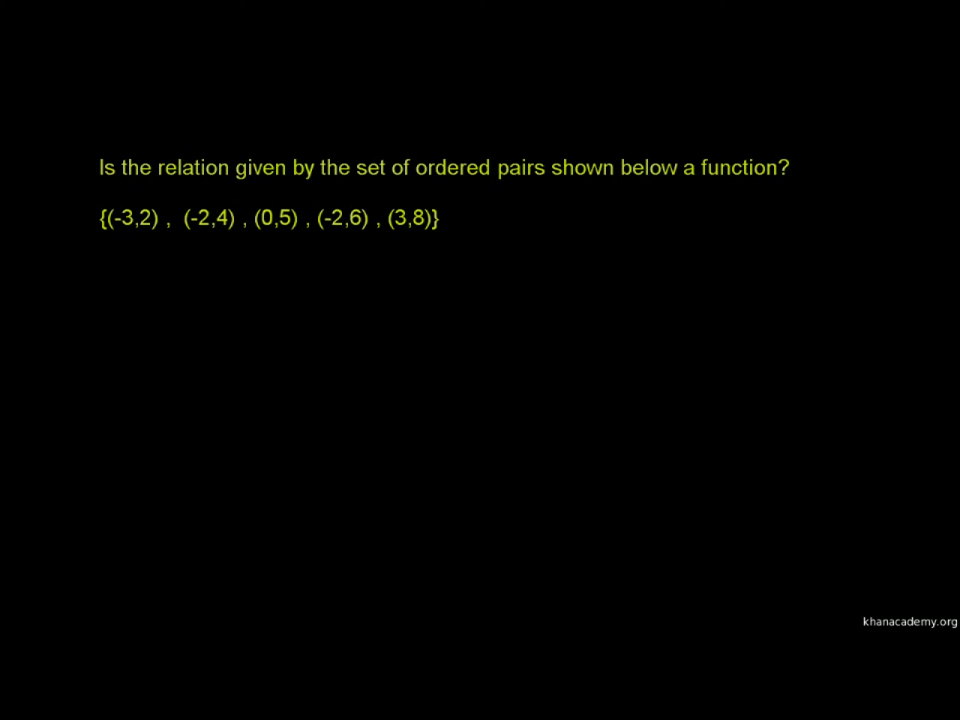 Is the relation given by the set of ordered pairs shown below a function?
{(-3,2) ,  (-2,4) , (0,5) , (-2,6) , (3,8)}
khanacademy.org